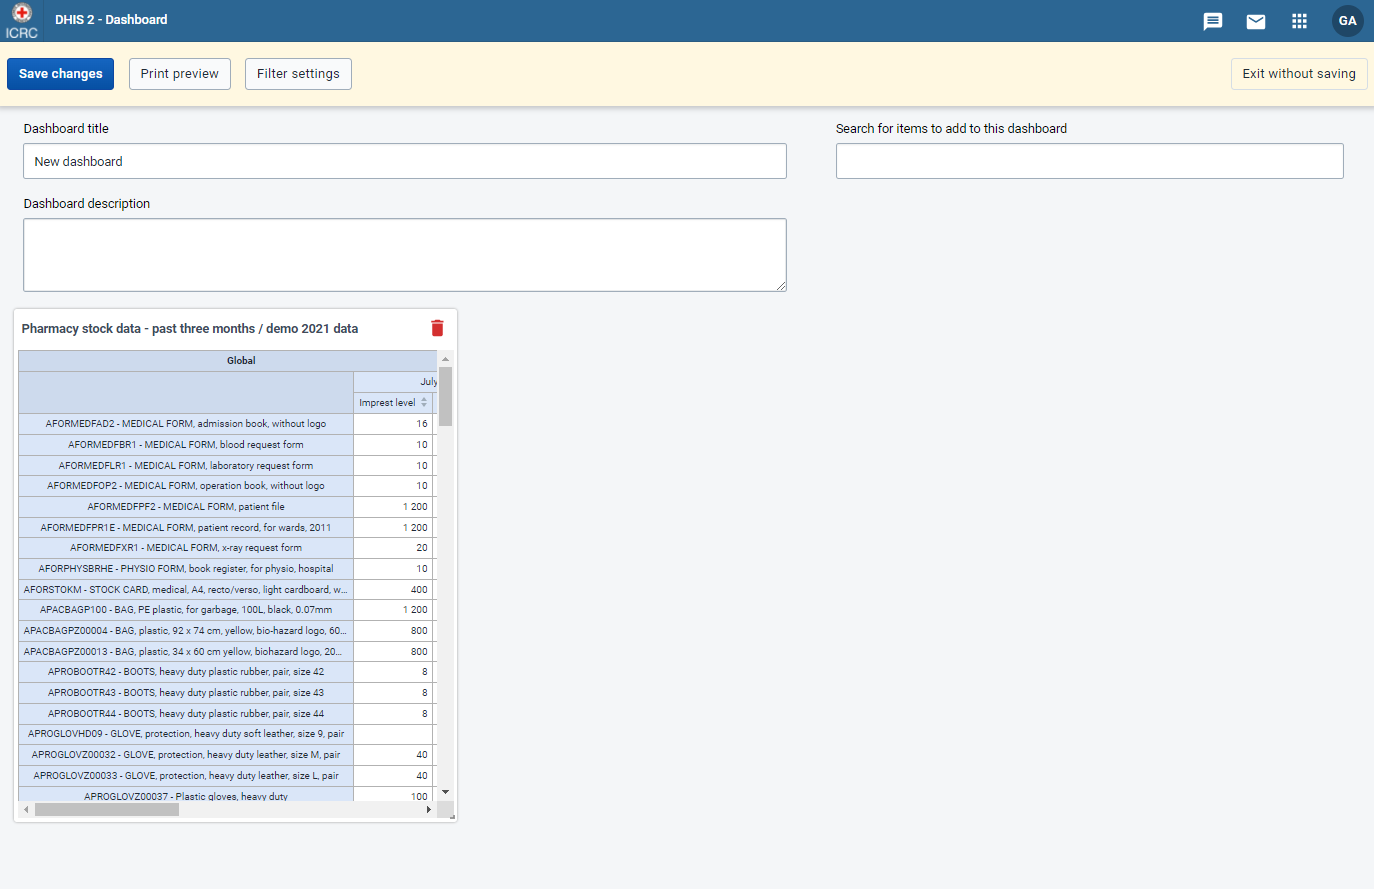 ICRC
DHIS 2 - Dashboard
GA
Save changes
Print preview
Filter settings
Exit without saving
Dashboard title
Search for items to add to this dashboard
New dashboard
Dashboard description
Pharmacy stock data - past three months / demo 2021 data
Global
July
Imprest level
AFORMEDFAD2 - MEDICAL FORM, admission book, without logo 16
AFORMEDFBR1 - MEDICAL FORM, blood request form 10
AFORMEDFLR1 - MEDICAL FORM, laboratory request form 10
AFORMEDFOP2 - MEDICAL FORM, operation book, without logo 10
AFORMEDFPF2 - MEDICAL FORM, patient file 1 200
AFORMEDFPR1E - MEDICAL FORM, patient record, for wards, 2011 1 200
AFORMEDFXR1 - MEDICAL FORM, x-ray request form 20
AFORPHYSBRHE - PHYSIO FORM, book register, for physio, hospital 10
AFORSTOKM - STOCK CARD, medical, A4, recto/verso, light cardboard, w... 400
APACBAGP100 - BAG, PE plastic, for garbage, 100L, black, 0.07mm 1 200
APACBAGPZ00004 - BAG, plastic, 92 x 74 cm, yellow, bio-hazard logo, 60... 800
APACBAGPZ00013 - BAG, plastic, 34 x 60 cm yellow, biohazard logo, 20... 800
APROBOOTR42 - BOOTS, heavy duty plastic rubber, pair, size 42 8
APROBOOTR43 - BOOTS, heavy duty plastic rubber, pair, size 43 8
APROBOOTR44 - BOOTS, heavy duty plastic rubber, pair, size 44 8
APROGLOVHD09 - GLOVE, protection, heavy duty soft leather, size 9, pair
APROGLOVZ00032 - GLOVE, protection, heavy duty leather, size M, pair 40
APROGLOVZ00033 - GLOVE, protection, heavy duty leather, size L, pair 40
APROGLOVZ00037 - Plastic gloves, heavy duty 100